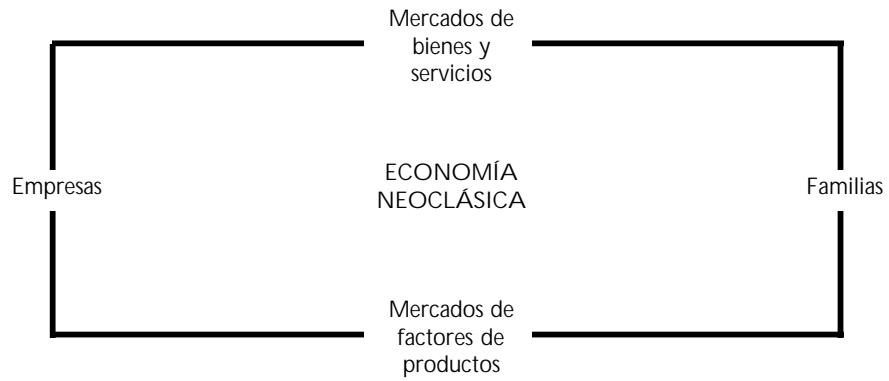 Mercados de
bienes y
servicios
Empresas
ECONOMÍA
NEOCLÁSICA
Familias
Mercados de
factores de
productos